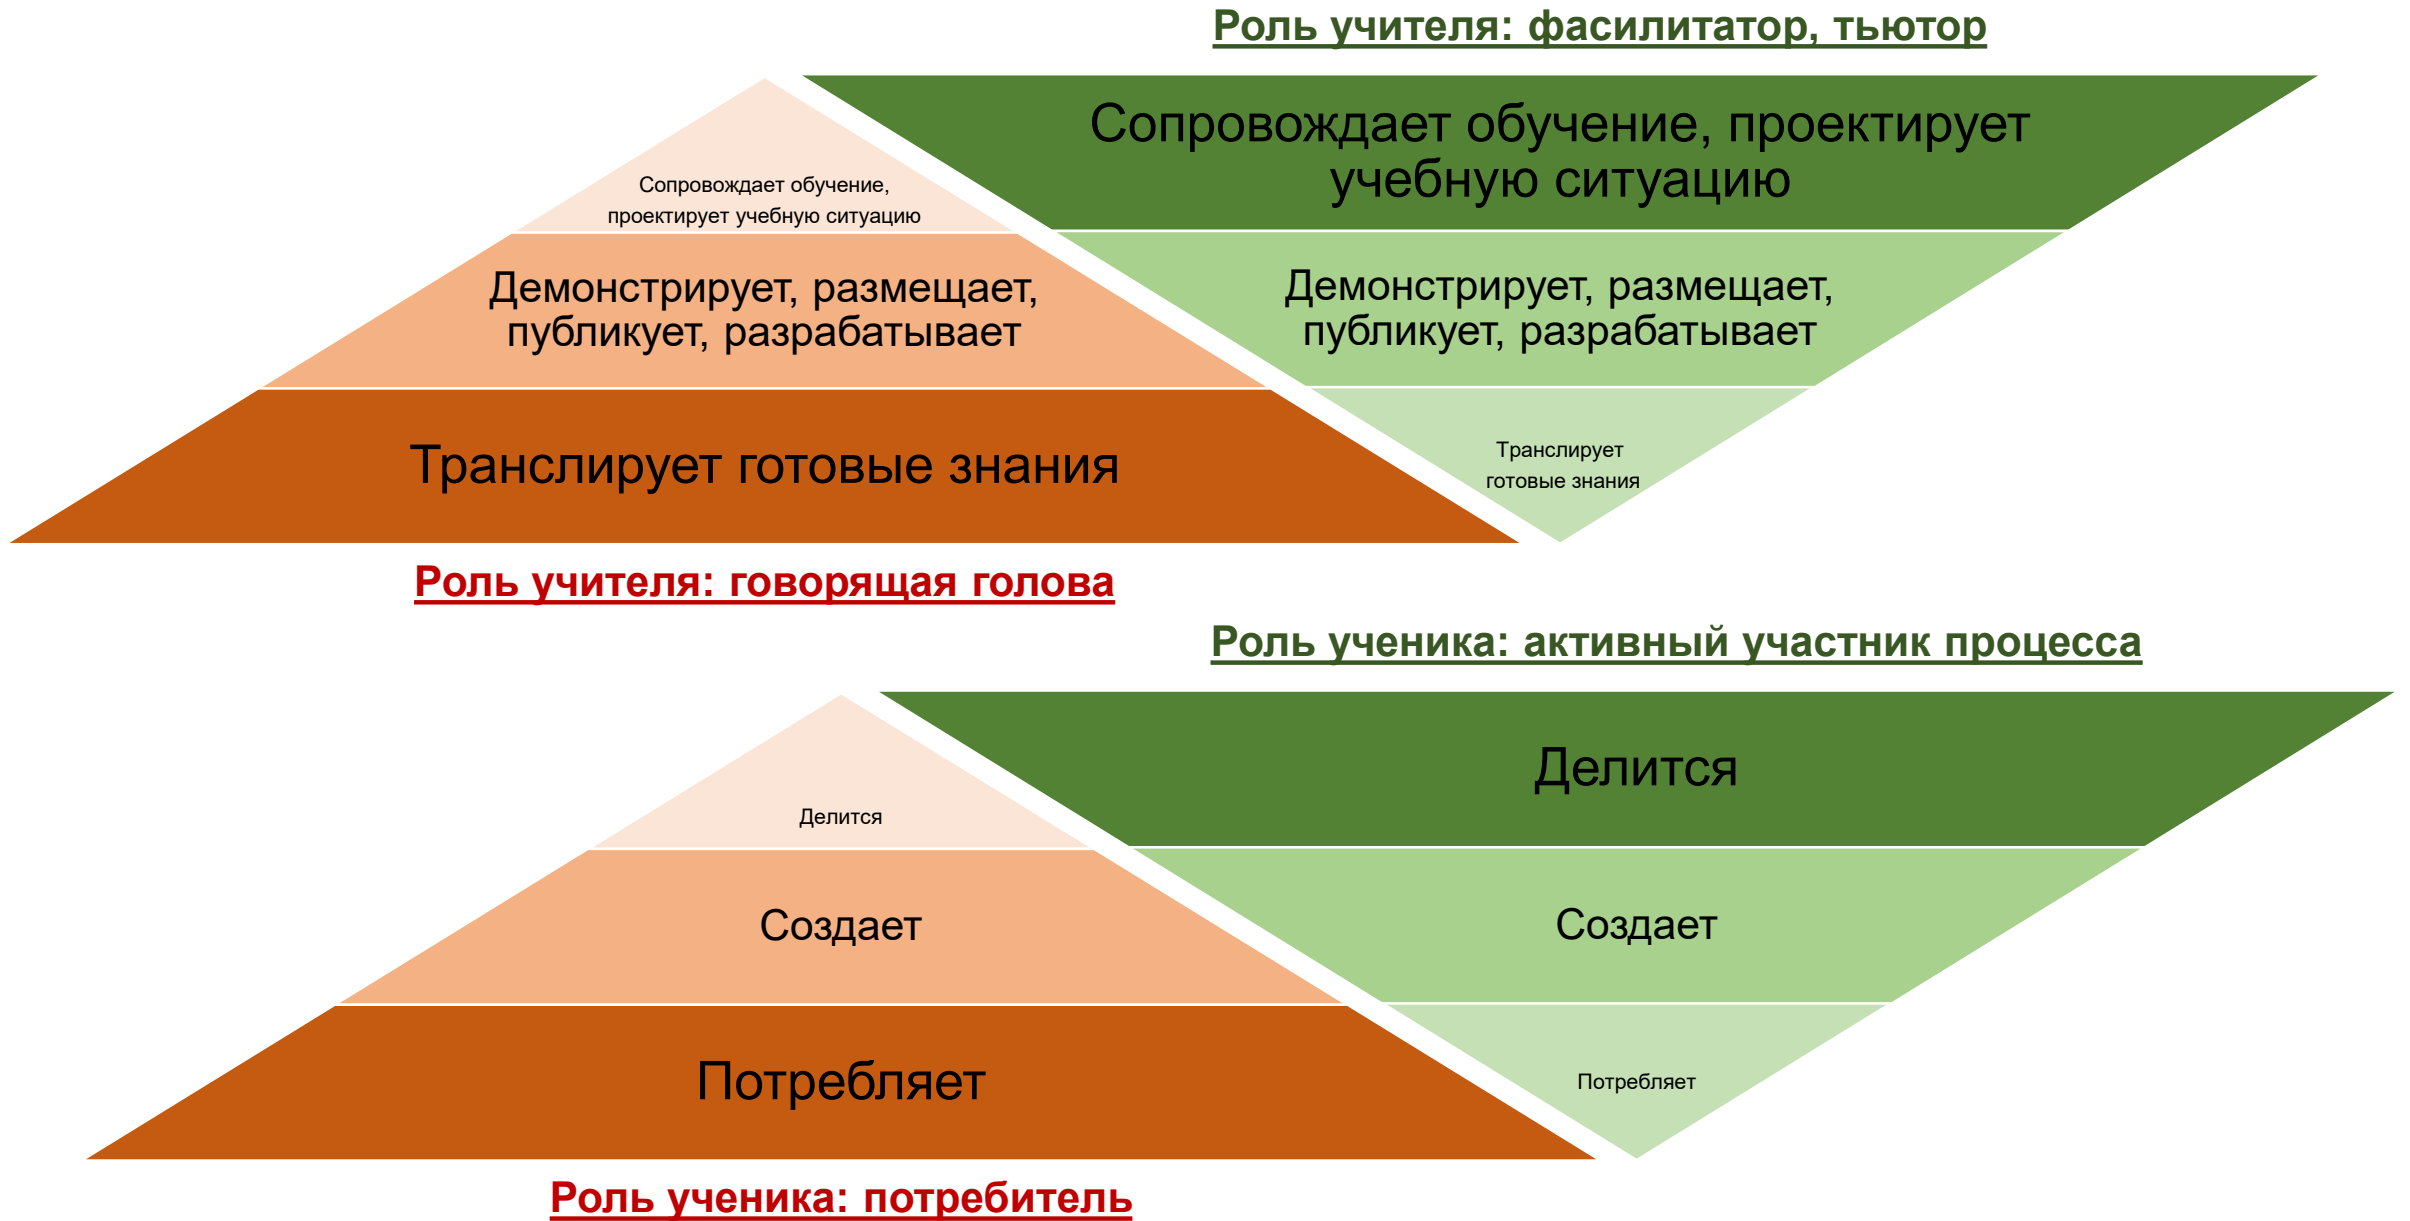 Роль учителя: фасилитатор, тьютор
Сопровождает обучение,
проектирует учебную ситуацию
Демонстрирует, размещает,
публикует, разрабатывает
Транслирует готовые знания
Роль учителя: говорящая голова
Сопровождает обучение, проектирует
учебную ситуацию
Демонстрирует, размещает,
публикует, разрабатывает
Транслирует
готовые знания
Роль ученика: активный участник процесса
Делится
Создает
Потребляет
Роль ученика: потребитель
Делится
Создает
Потребляет